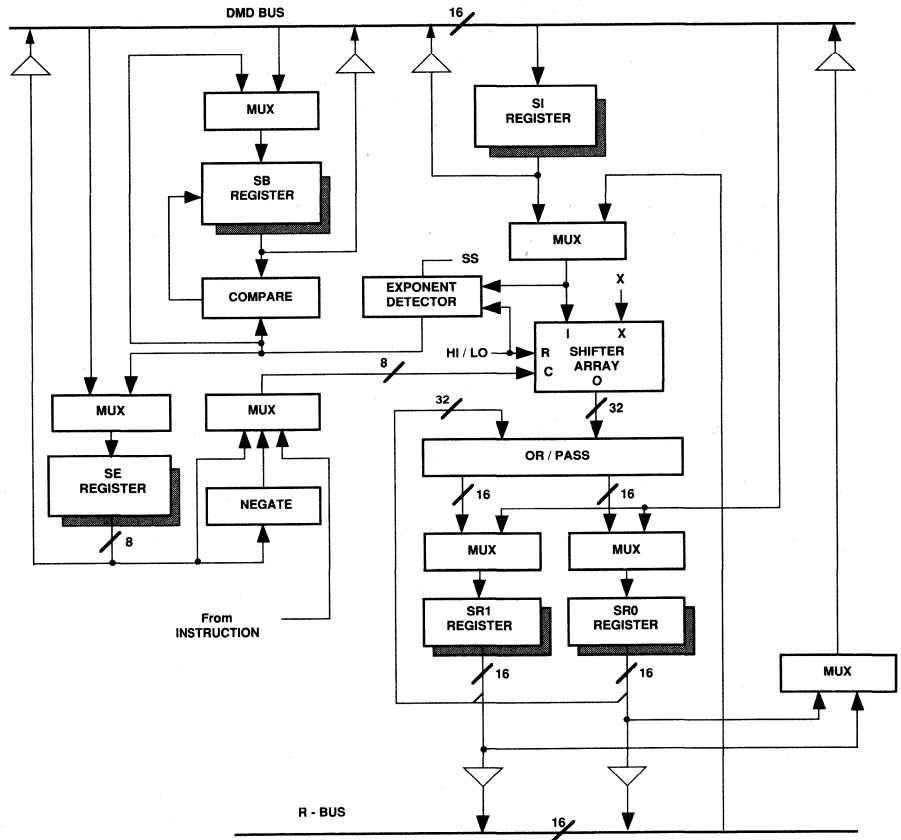 DMD BUS
16
MUX
SI
REGISTER
SB
REGISTER
MUX
SS
COMPARE
EXPONENT
DETECTOR
X
I
X
HI / LO
R
SHIFTER
ARRAY
C
O
8
32
32
MUX
MUX
OR / PASS
SE
REGISTER
NEGATE
16
16
8
MUX
MUX
From
INSTRUCTION
SR1
REGISTER
SR0
REGISTER
16
16
MUX
R - BUS
16